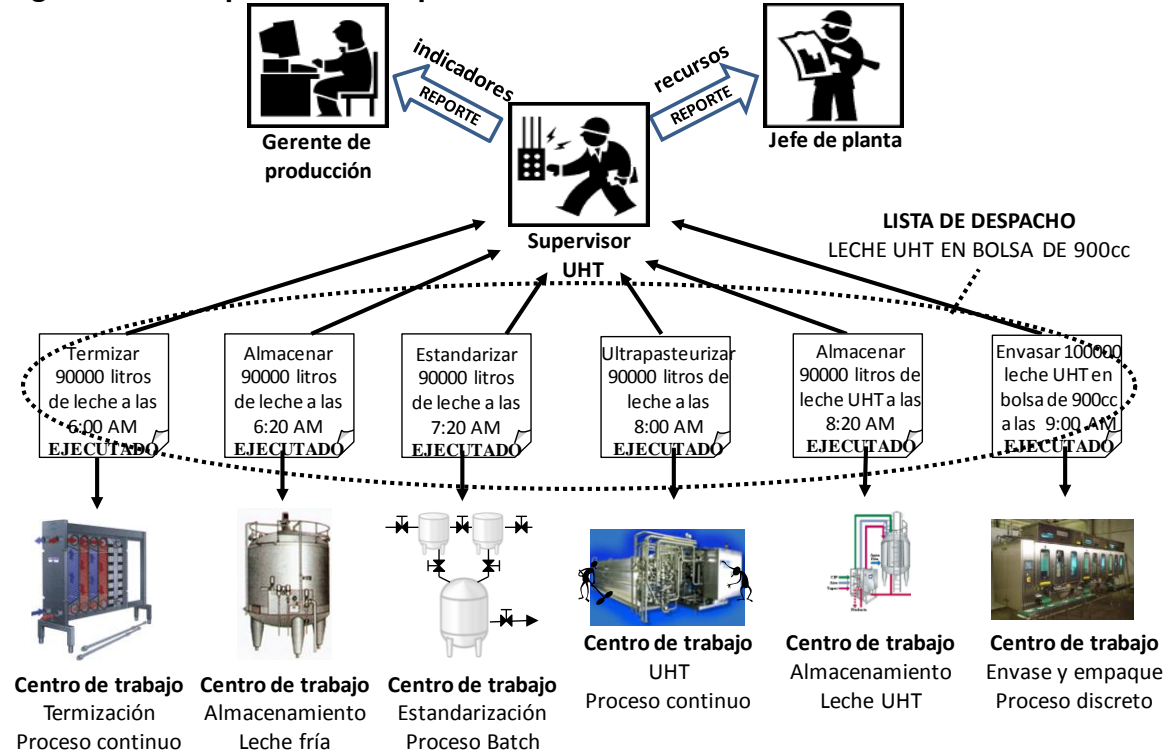 indicadores
REPORTE
recursos
REPORTE
Gerente de
producción
Jefe de planta
Supervisor
UHT
LISTA DE DESPACHO
LECHE UHT EN BOLSA DE 900cc
Termizar
90000 litros
de leche a las
6:00 AM
EJECUTADO
Almacenar
90000 litros
de leche a las
6:20 AM
EJECUTADO
Estandarizar
90000 litros
de leche a las
7:20 AM
EJECUTADO
Ultrapasteurizar
90000 litros de
leche a las
8:00 AM
EJECUTADO
Almacenar
90000 litros de
leche UHT a las
8:20 AM
EJECUTADO
Envasar 100000
leche UHT en
bolsa de 900cc
a las 9:00 AM
EJECUTADO
Centro de trabajo
Termización
Proceso continuo
Centro de trabajo
Almacenamiento
Leche fría
Centro de trabajo
Estandarización
Proceso Batch
Centro de trabajo
UHT
Proceso continuo
CIP
Vapor
Centro de trabajo
Almacenamiento
Leche UHT
Centro de trabajo
Envase y empaque
Proceso discreto